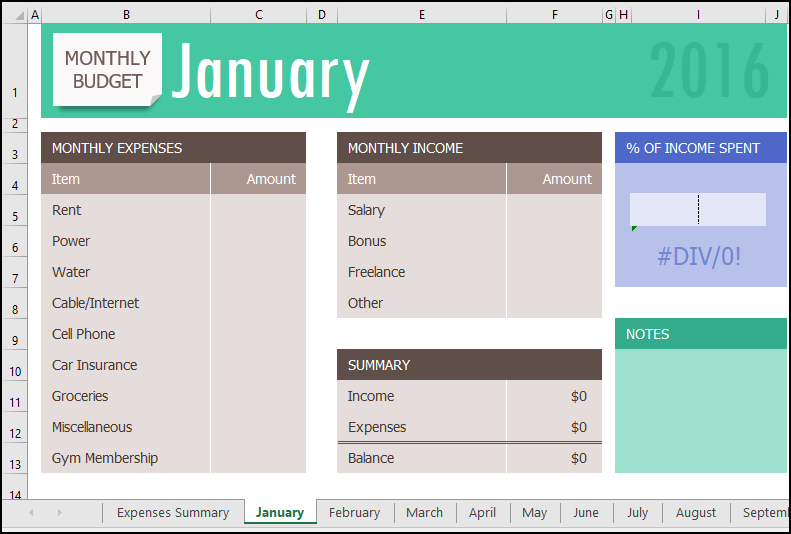 A B C D E F G H I J
1 MONTHLY BUDGET January 2016
2
3 MONTHLY EXPENSES MONTHLY INCOME % OF INCOME SPENT
4 Item Amount Item Amount
5 Rent Salary
6 Power Bonus #DIV/0!
7 Water Freelance
8 Cable/Internet Other
9 Cell Phone NOTES
10 Car Insurance SUMMARY
11 Groceries Income $0
12 Miscellaneous Expenses $0
13 Gym Membership Balance $0
14
Expenses Summary January February March April May June July August Septem